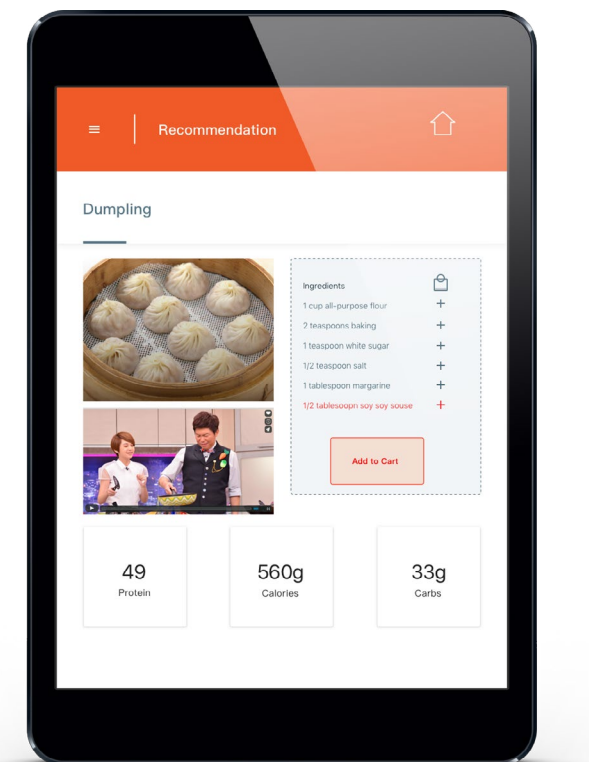 Recommendation
Dumpling
Ingredients
1 cup all-purpose flour
2 teaspoons baking
1 teaspoon white sugar
1/2 teaspoon salt
1 tablespoon margarine
1/2 tablesoopn soy soy souse
Add to Cart
49
Protein
560g
Calories
33g
Carbs